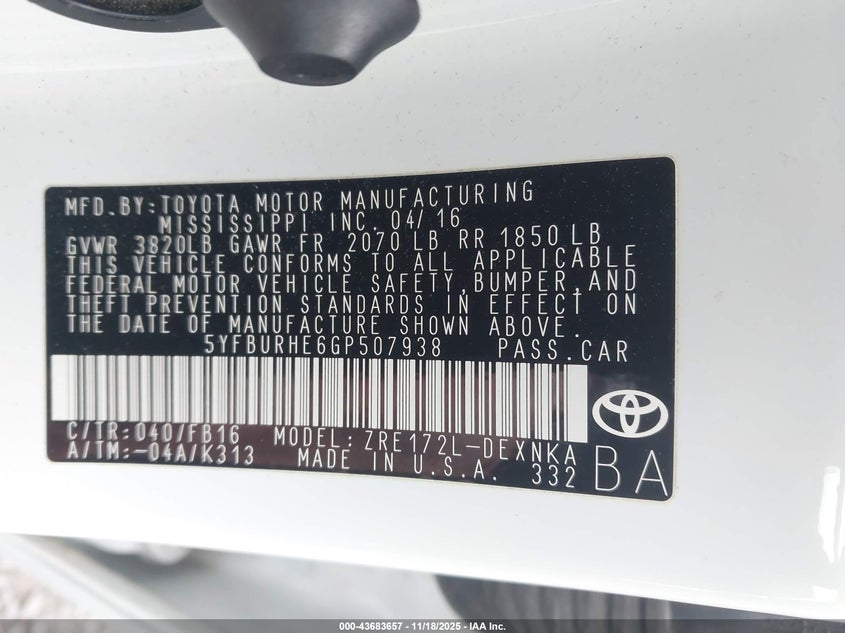 MFD.BY:TOYOTA MOTOR MANUFACTURING
MISSISSIPPI INC. 04/16
GVWR 3820LB GAWR FR 2070 LB RR 1850 LB
THIS VEHICLE CONFORMS TO ALL APPLICABLE
FEDERAL MOTOR VEHICLE SAFETY,BUMPER,AND
THEFT PREVENTION STANDARDS IN EFFECT ON
THE DATE OF MANUFACTURE SHOWN ABOVE.
5YFBURHE6GP507938 PASS.CAR
C/TR: 040/FB16 MODEL: ZRE172L-DEXNKA
A/TM:-04A/K313 MADE IN U.S.A. 332 BA
000-43683657 - 11/18/2025 - IAA Inc.